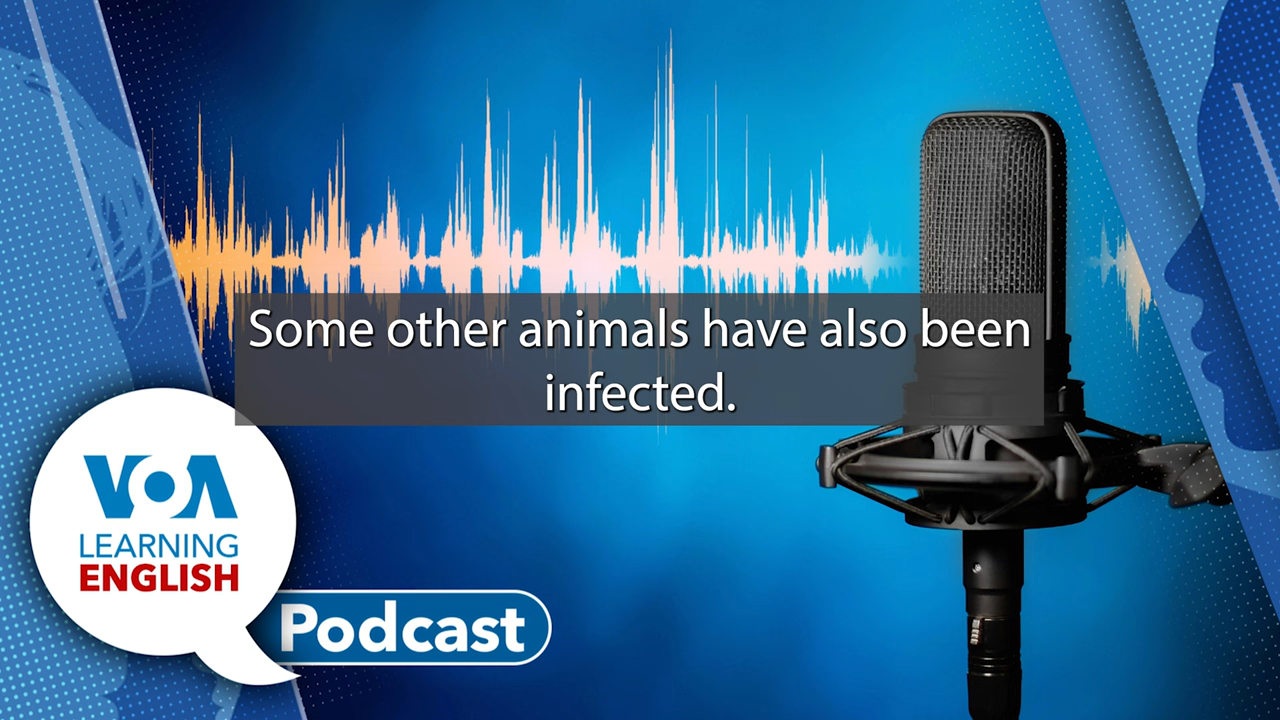 Some other animals have also been
infected.
VOA
LEARNING
ENGLISH
Podcast